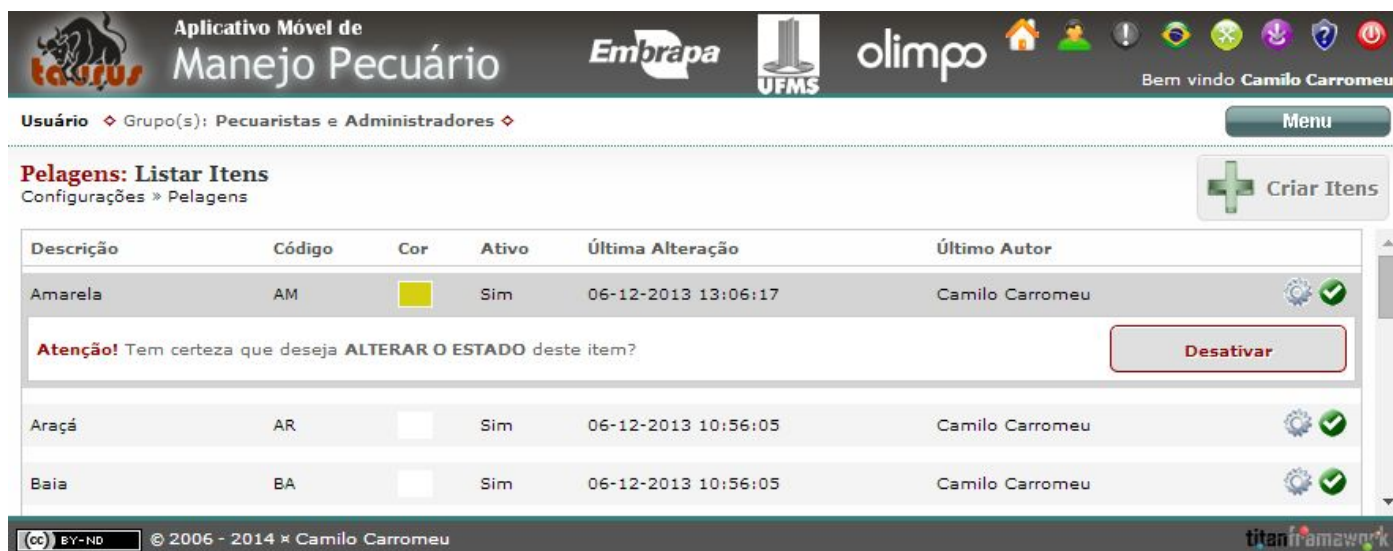 taurus
Aplicativo Móvel de
Manejo Pecuário
Embrapa
UFMS
olimpo
Bem vindo Camilo Carromeu
Usuário Grupo(s): Pecuaristas e Administradores
Menu
Pelagens: Listar Itens
Configurações » Pelagens
Criar Itens
Descrição Código Cor Ativo Última Alteração Último Autor
Amarela AM Sim 06-12-2013 13:06:17 Camilo Carromeu
Atenção! Tem certeza que deseja ALTERAR O ESTADO deste item? Desativar
Araçá AR Sim 06-12-2013 10:56:05 Camilo Carromeu
Baia BA Sim 06-12-2013 10:56:05 Camilo Carromeu
(cc) BY-ND © 2006 - 2014 ¤ Camilo Carromeu titanframework